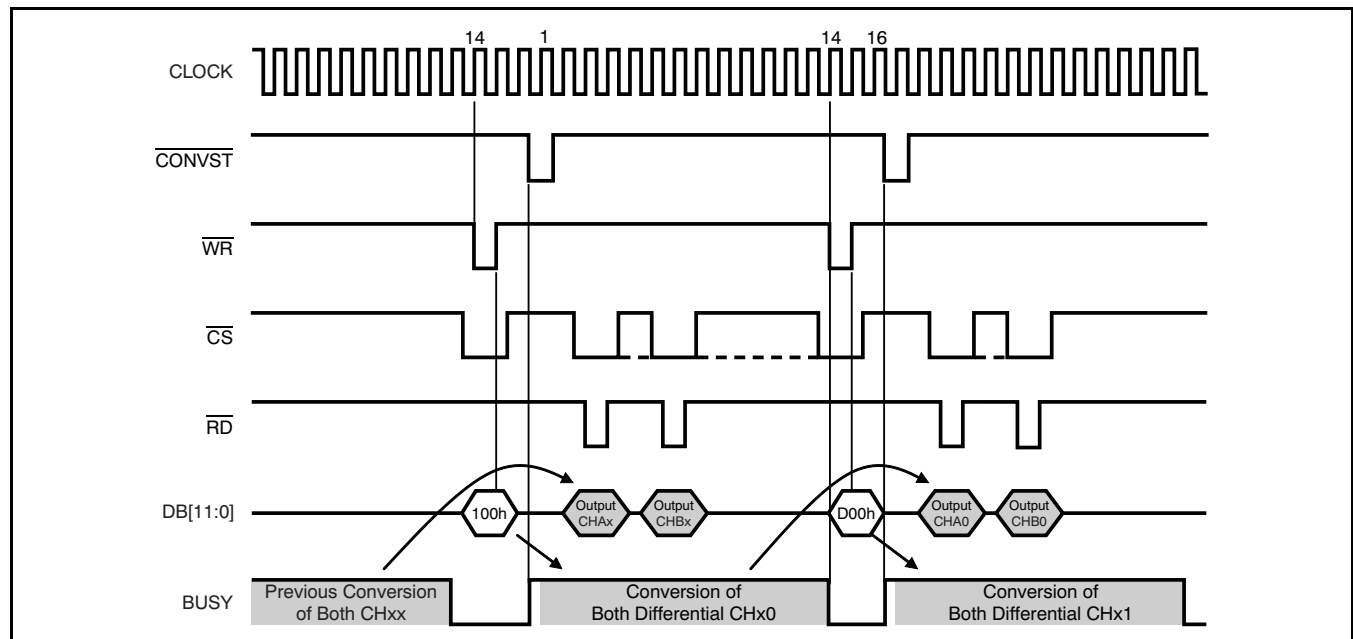 14 1 14 16
CLOCK
CONVST
WR
CS
RD
DB[11:0]
100h
Output
CHAx
Output
CHBx
D00h
Output
CHA0
Output
CHB0
BUSY
Previous Conversion
of Both CHxx
Conversion of
Both Differential CHx0
Conversion of
Both Differential CHx1